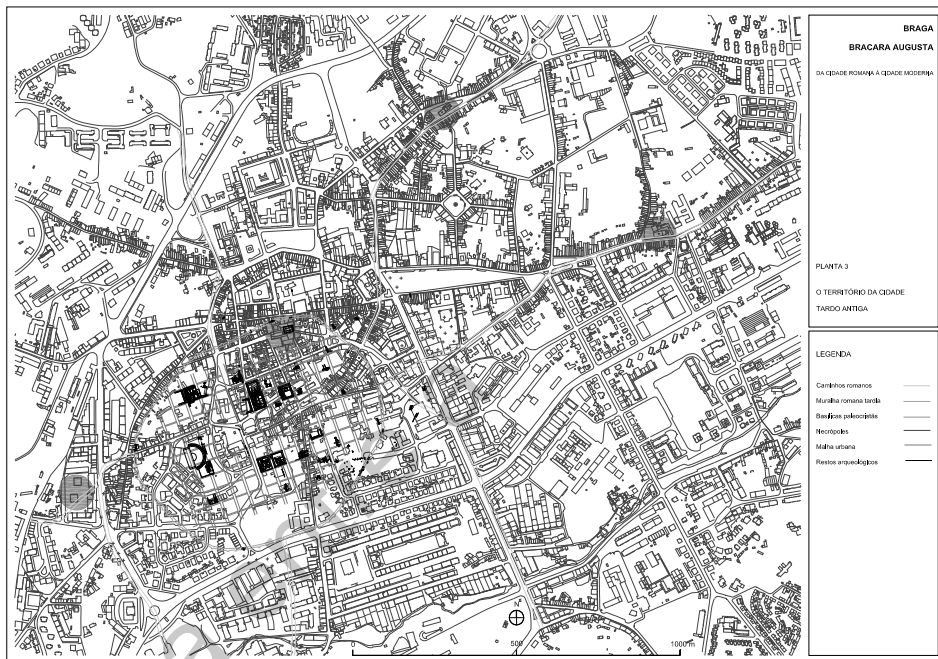 BRAGA
BRACARA AUGUSTA
DA CIDADE ROMANA À CIDADE MODERNA
PLANTA 3
O TERRITÓRIO DA CIDADE
TARDO ANTIGA
LEGENDA
Caminhos romanos
Muralha romana tardia
Basílicas paleocristãs
Necrópoles
Malha urbana
Restos arqueológicos
N
0 500 1000 m